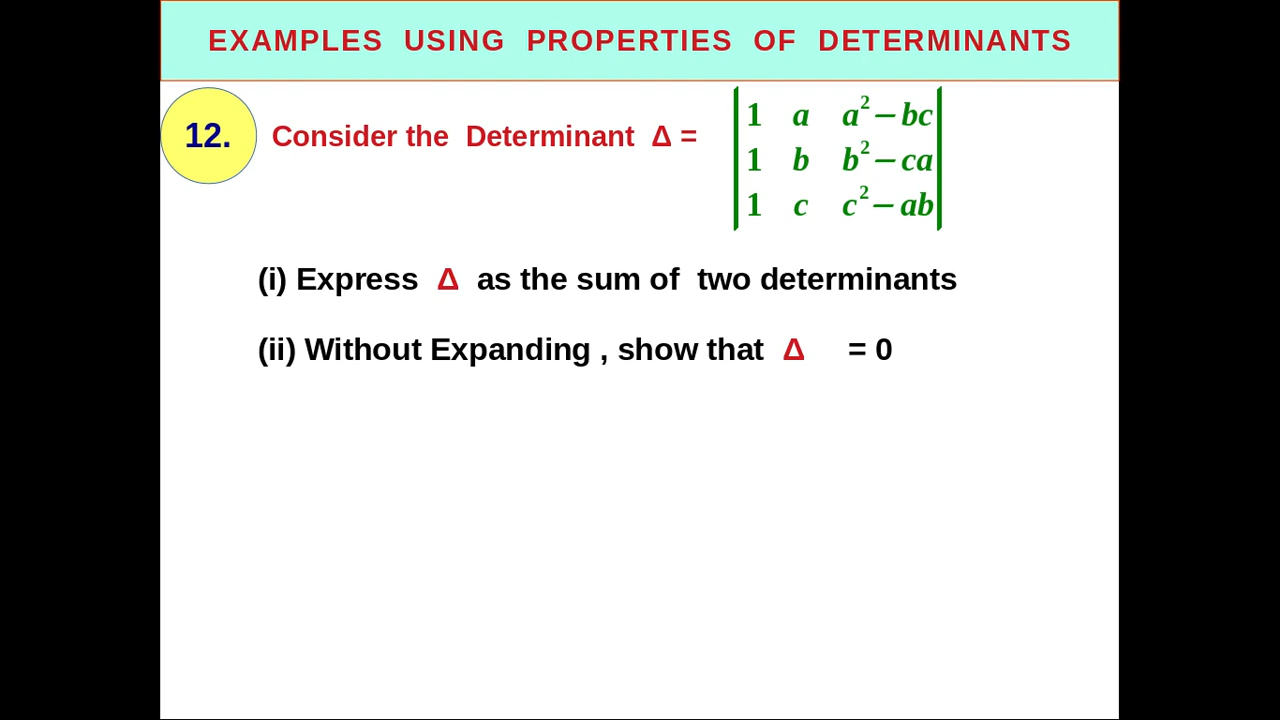 EXAMPLES USING PROPERTIES OF DETERMINANTS
12. Consider the Determinant Δ =
1 a a² − bc
1 b b² − ca
1 c c² − ab
(i) Express Δ as the sum of two determinants
(ii) Without Expanding , show that Δ = 0